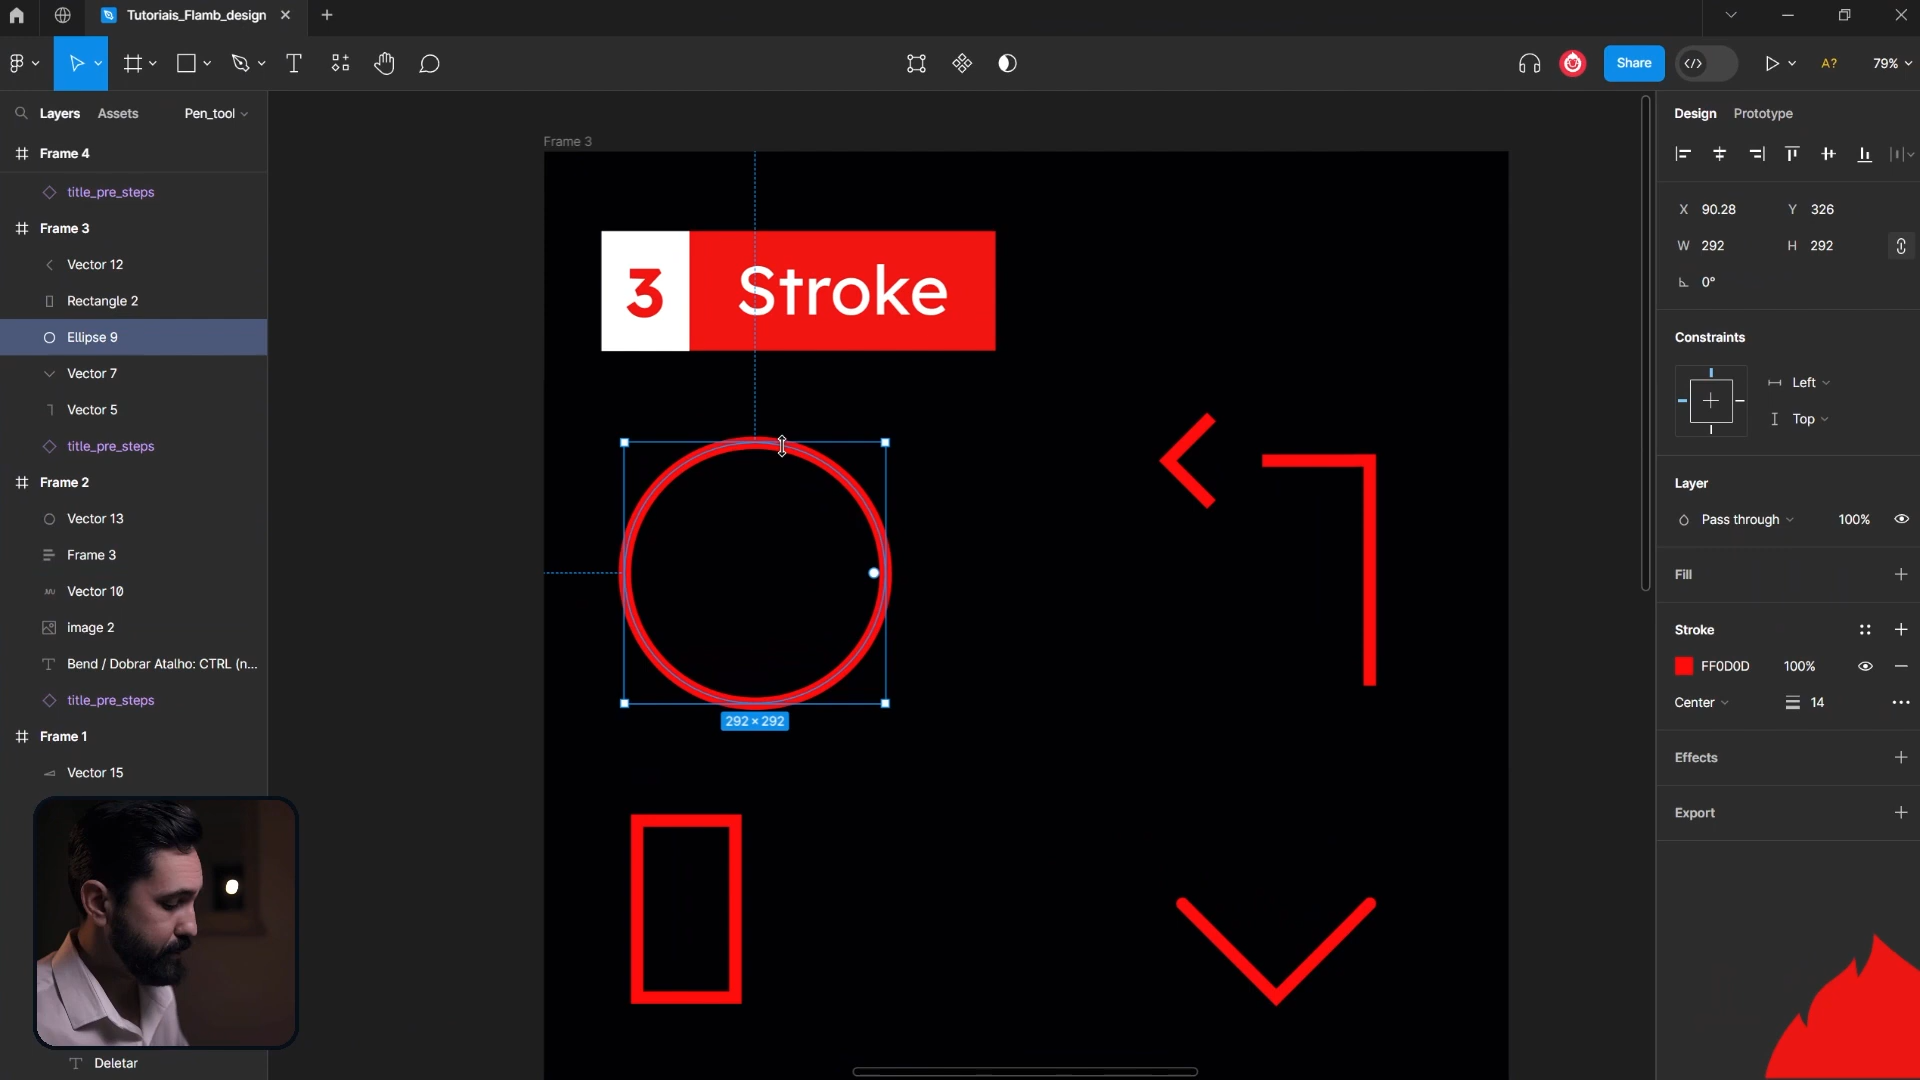 Tutoriais_Flamb_design
Share
A?
79%
Layers
Assets
Pen_tool
Frame 4
title_pre_steps
Frame 3
Vector 12
Rectangle 2
Ellipse 9
Vector 7
Vector 5
title_pre_steps
Frame 2
Vector 13
Frame 3
Vector 10
image 2
Bend / Dobrar Atalho: CTRL (n...
title_pre_steps
Frame 1
Vector 15
Deletar
Frame 3
3 Stroke
292 × 292
Design
Prototype
X 90.28 Y 326
W 292 H 292
0°
Constraints
Left
Top
Layer
Pass through 100%
Fill
Stroke
FF0D0D 100%
Center 14
Effects
Export